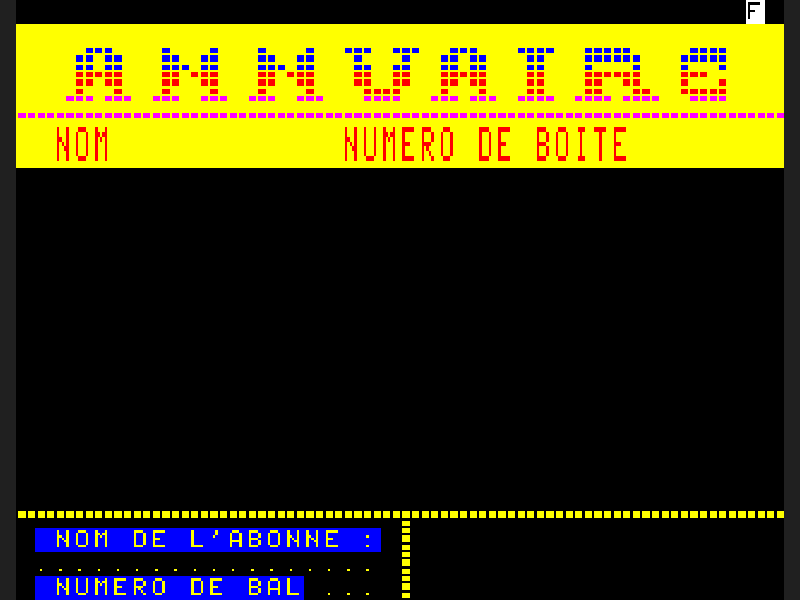 F
ANNUAIRE
NOM NUMERO DE BOITE
NOM DE L'ABONNE :
..................
NUMERO DE BAL ...